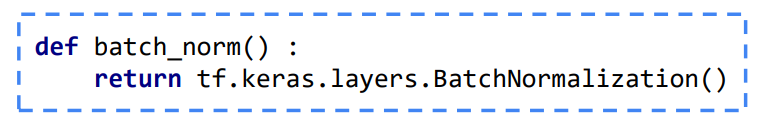 def batch_norm() :
    return tf.keras.layers.BatchNormalization()